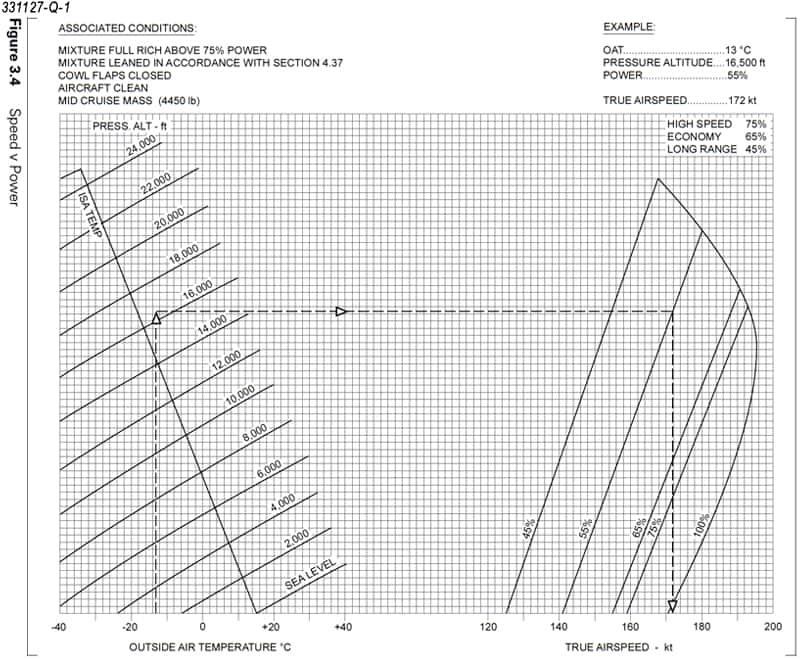 331127-Q-1
Figure 3.4 Speed v Power
ASSOCIATED CONDITIONS:
MIXTURE FULL RICH ABOVE 75% POWER
MIXTURE LEANED IN ACCORDANCE WITH SECTION 4.37
COWL FLAPS CLOSED
AIRCRAFT CLEAN
MID CRUISE MASS (4450 lb)
EXAMPLE:
OAT.....................................13 °C
PRESSURE ALTITUDE....16,500 ft
POWER..............................55%
TRUE AIRSPEED..............172 kt
PRESS. ALT - ft
HIGH SPEED 75%
ECONOMY 65%
LONG RANGE 45%
24,000
22,000
20,000
18,000
16,000
14,000
12,000
10,000
8,000
6,000
4,000
2,000
SEA LEVEL
ISA TEMP
45%
55%
65%
75%
100%
-40 -20 0 +20 +40 120 140 160 180 200
OUTSIDE AIR TEMPERATURE °C
TRUE AIRSPEED - kt